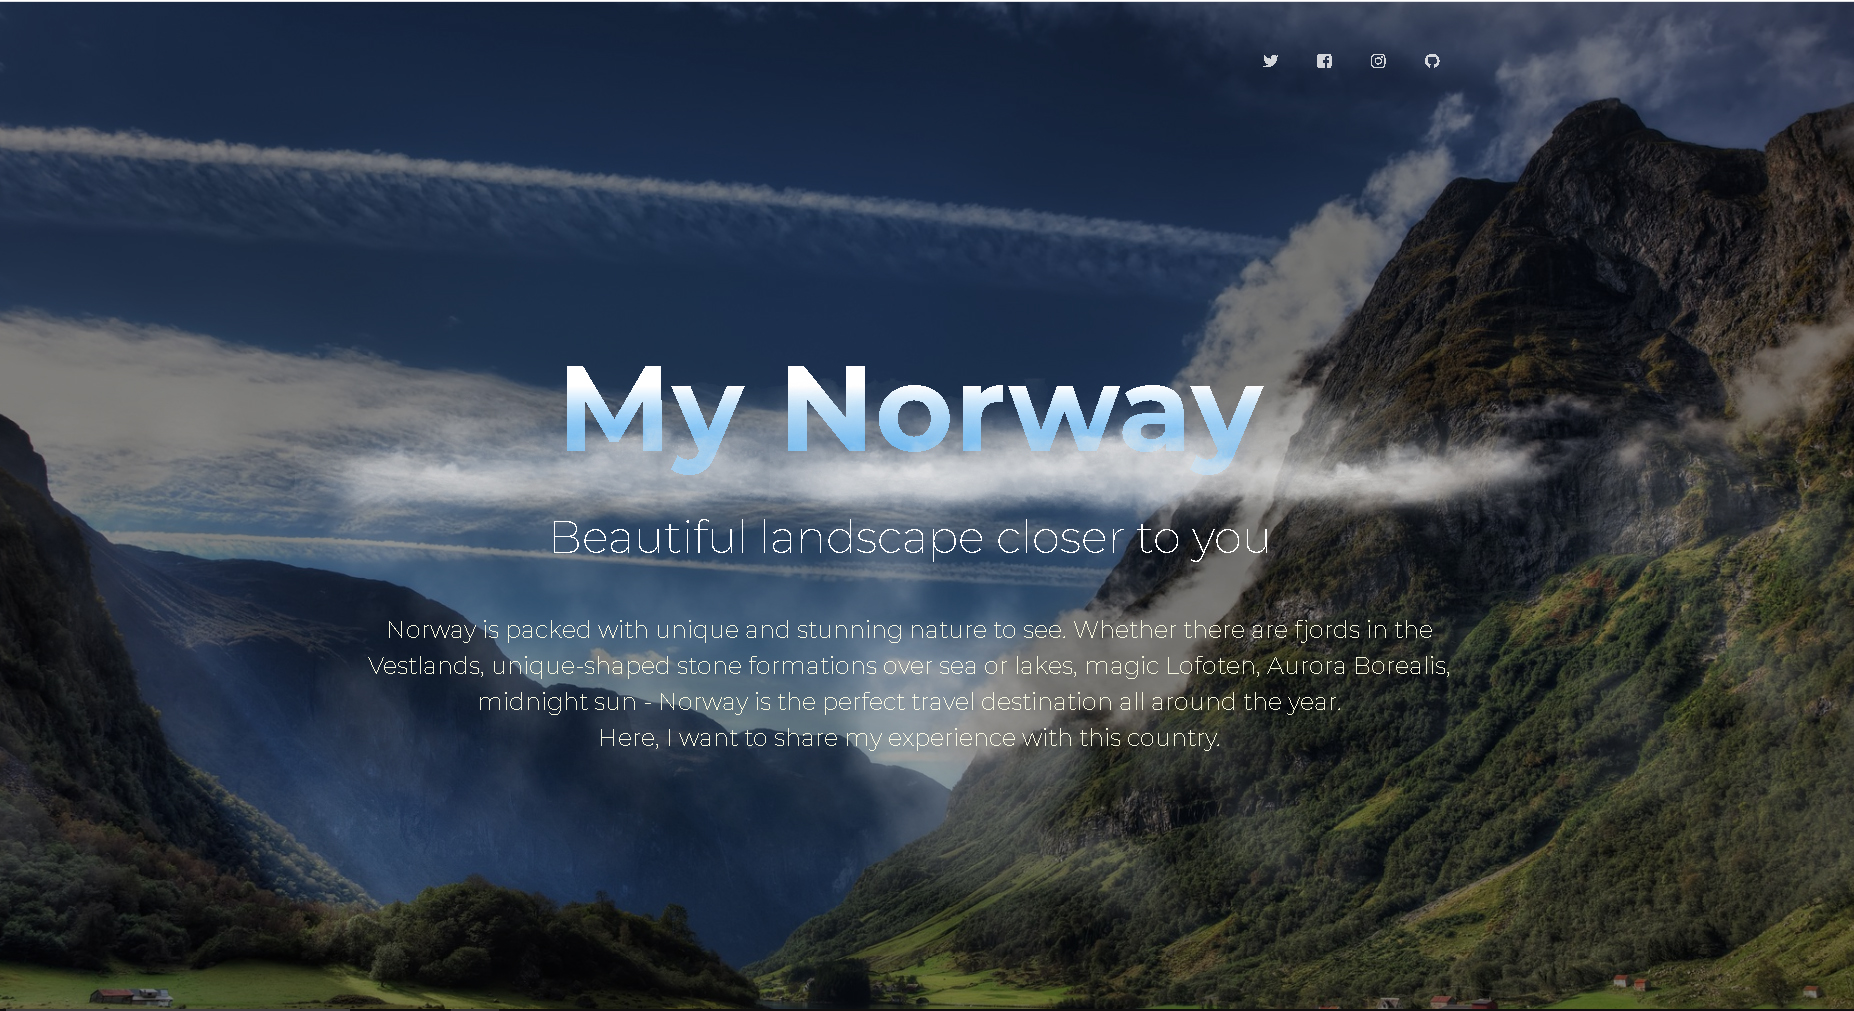 My Norway
Beautiful landscape closer to you
Norway is packed with unique and stunning nature to see. Whether there are fjords in the
Vestlands, unique-shaped stone formations over sea or lakes, magic Lofoten, Aurora Borealis,
midnight sun - Norway is the perfect travel destination all around the year.
Here, I want to share my experience with this country.